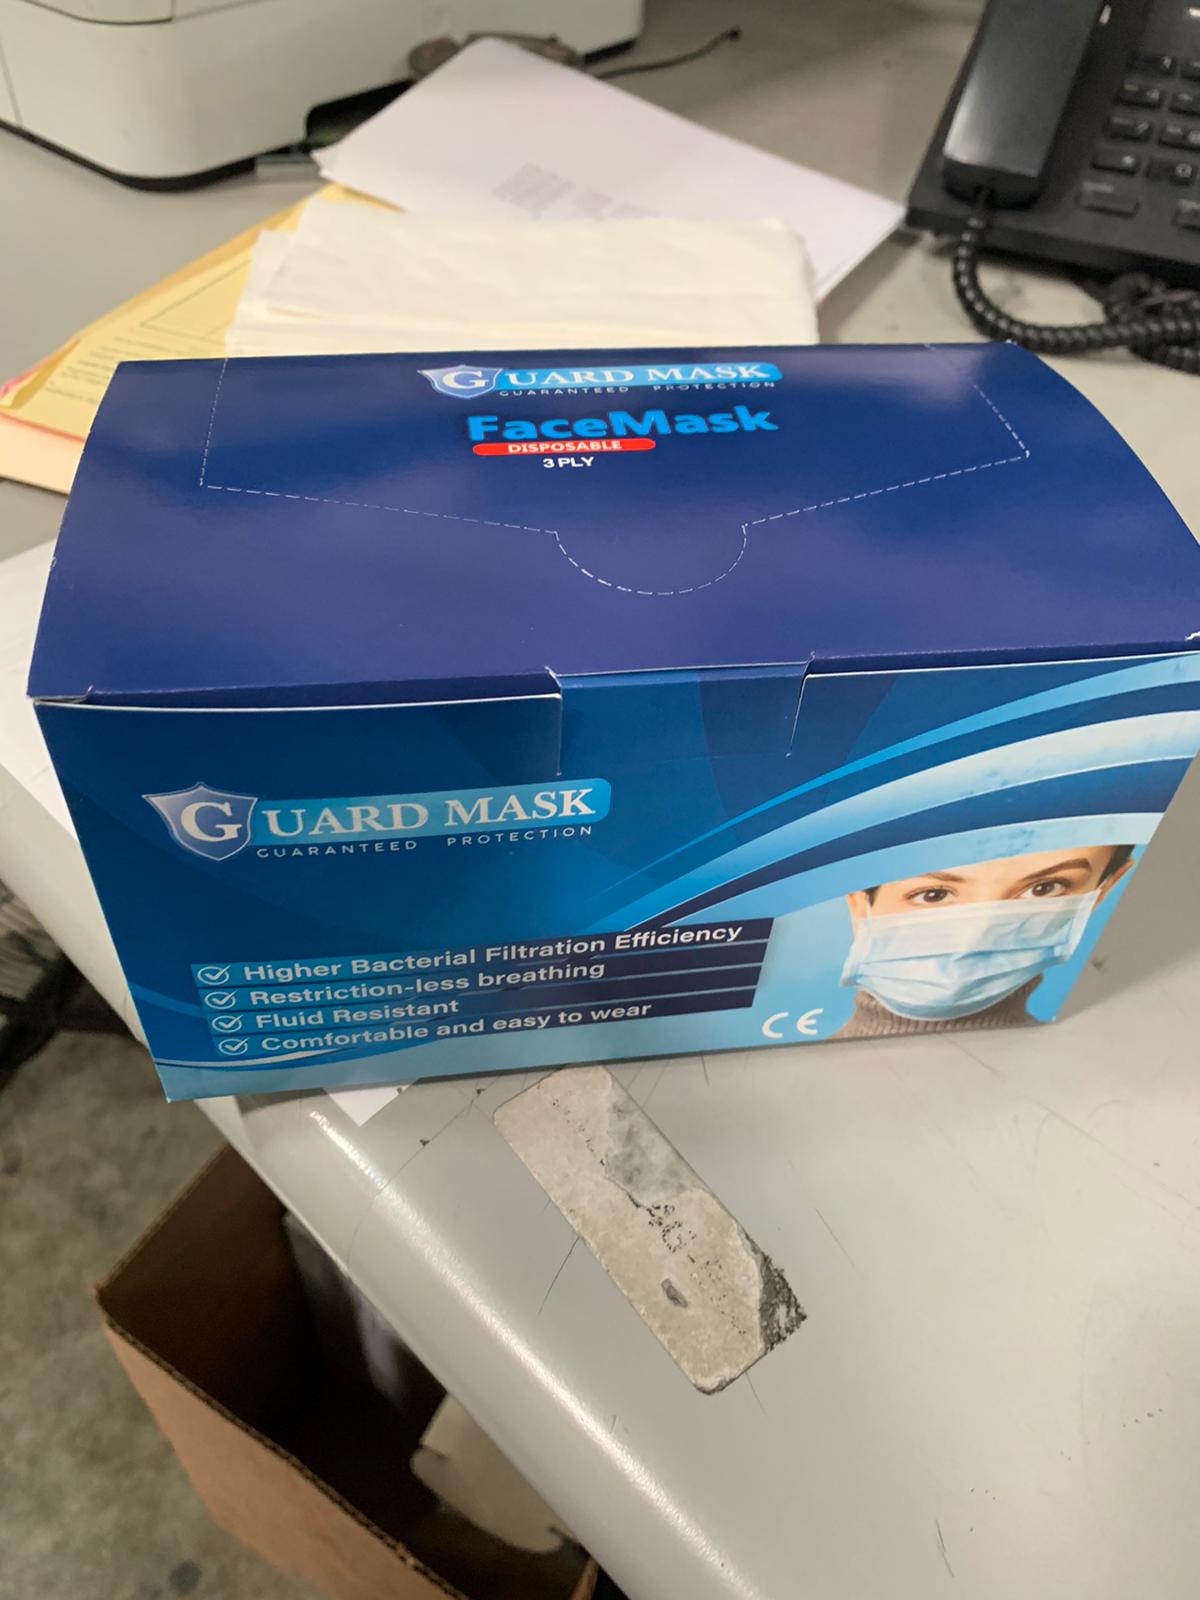 GUARD MASK
GUARANTEED PROTECTION
FaceMask
DISPOSABLE
3 PLY
GUARD MASK
GUARANTEED PROTECTION
Higher Bacterial Filtration Efficiency
Restriction-less breathing
Fluid Resistant
Comfortable and easy to wear
CE